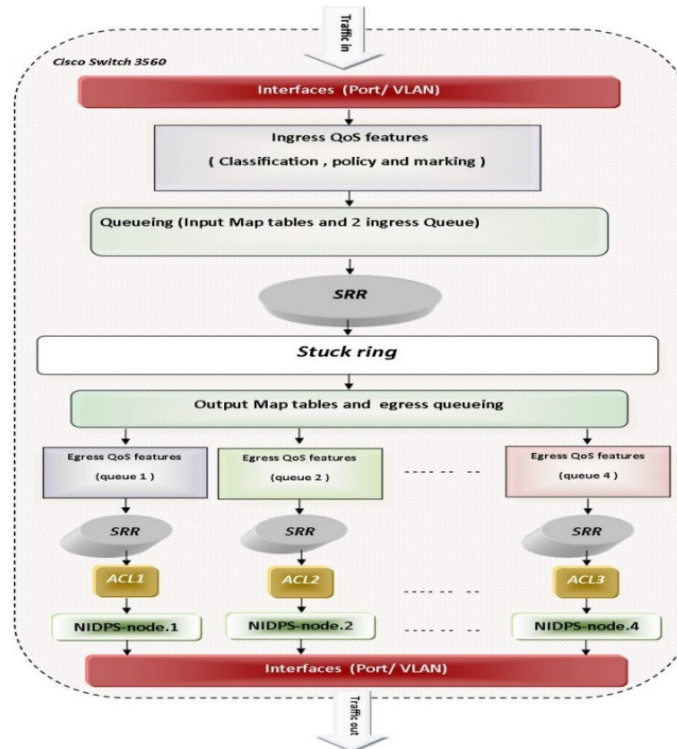 Traffic in
Cisco Switch 3560
Interfaces (Port/ VLAN)
Ingress QoS features
( Classification , policy and marking )
Queueing (Input Map tables and 2 ingress Queue)
SRR
Stuck ring
Output Map tables and egress queueing
Egress QoS features
(queue 1 )
Egress QoS features
(queue 2 )
Egress QoS features
(queue 4 )
SRR
SRR
SRR
ACL1
ACL2
ACL3
NIDPS-node.1
NIDPS-node.2
NIDPS-node.4
Interfaces (Port/ VLAN)
Traffic out